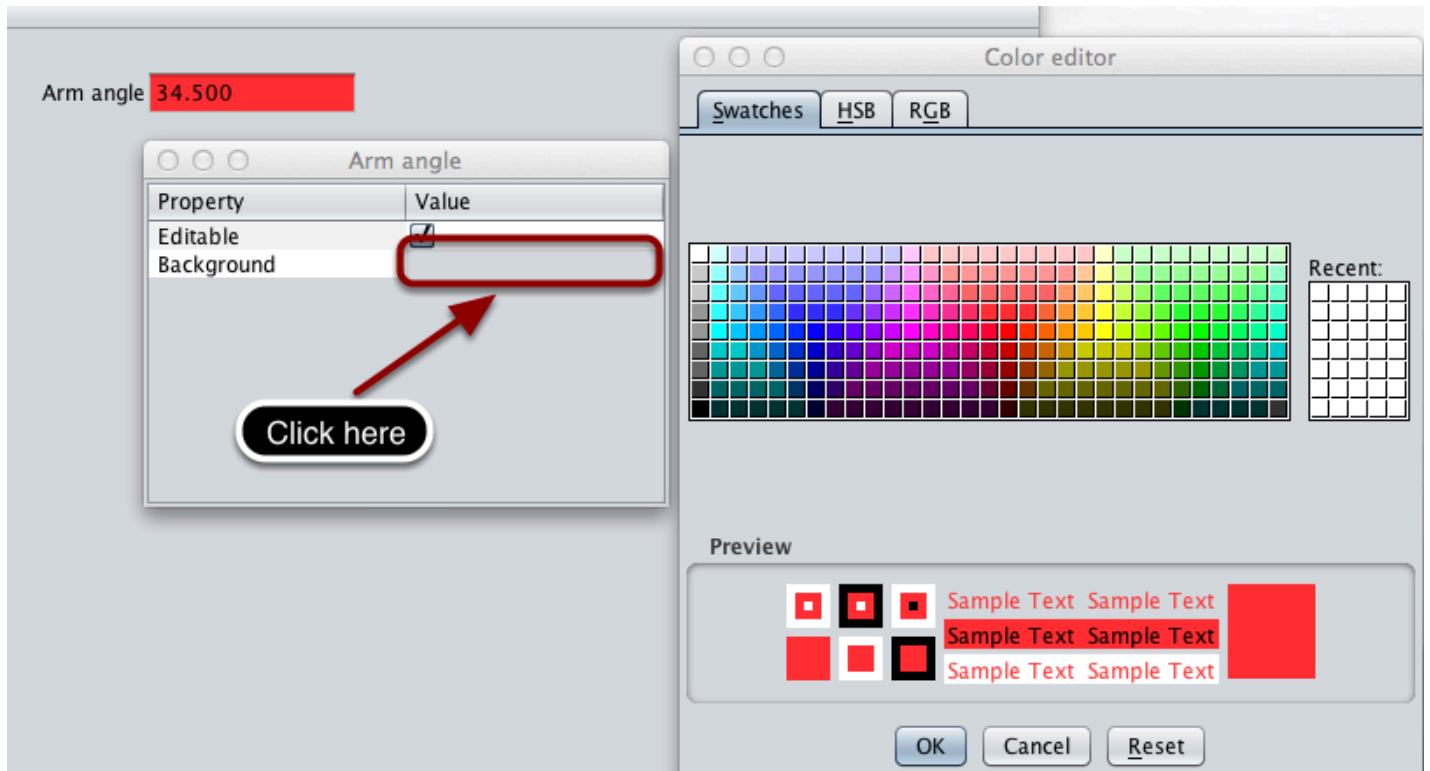 Arm angle 34.500
Arm angle
Property Value
Editable
Background
Click here
Color editor
Swatches HSB RGB
Recent:
Preview
Sample Text Sample Text
Sample Text Sample Text
Sample Text Sample Text
OK Cancel Reset